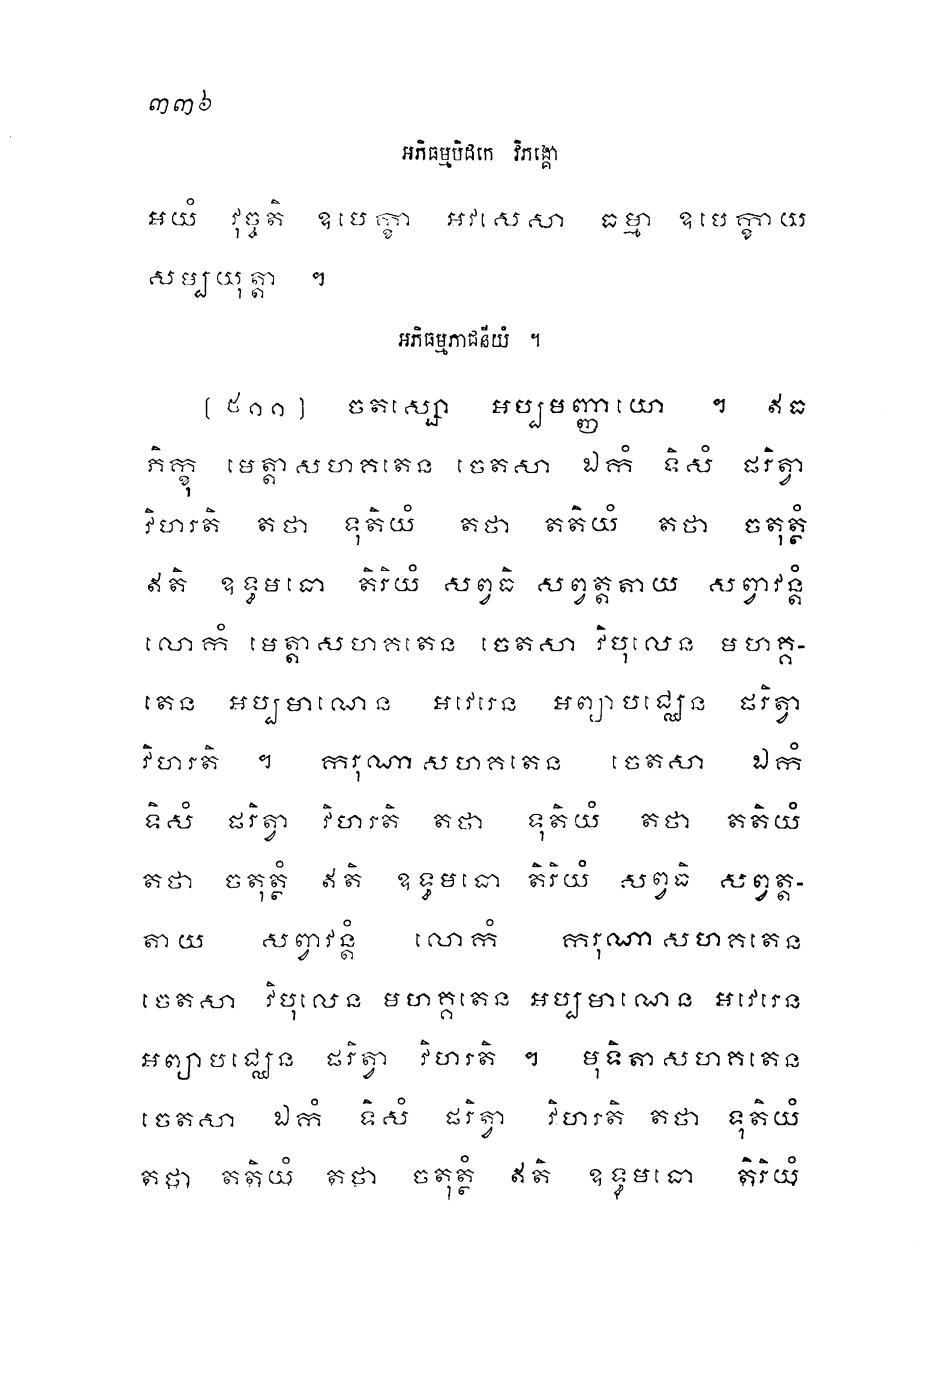 ៣៣៦
អភិធម្មបិដកេ វិភង្គោ
អយំ វុច្ចតិ ឧបេក្ខា អវសេសា ធម្មា ឧបេក្ខាយ
សម្បយុត្តា ។
អភិធម្មភាជនីយំ ។
[៥១១] ចតស្សោ អប្បមញ្ញាយោ ។ ឥធ
ភិក្ខុ មេត្តាសហគតេន ចេតសា ឯកំ ទិសំ ផរិត្វា
វិហរតិ តថា ទុតិយំ តថា តតិយំ តថា ចតុត្ថំ
ឥតិ ឧទ្ធមធោ តិរិយំ សព្វធិ សព្វត្តតាយ សព្វាវន្តំ
លោកំ មេត្តាសហគតេន ចេតសា វិបុលេន មហគ្គ-
តេន អប្បមាណេន អវេរេន អព្យាបជ្ឈេន ផរិត្វា
វិហរតិ ។ ករុណាសហគតេន ចេតសា ឯកំ
ទិសំ ផរិត្វា វិហរតិ តថា ទុតិយំ តថា តតិយំ
តថា ចតុត្ថំ ឥតិ ឧទ្ធមធោ តិរិយំ សព្វធិ សព្វត្ត-
តាយ សព្វាវន្តំ លោកំ ករុណាសហគតេន
ចេតសា វិបុលេន មហគ្គតេន អប្បមាណេន អវេរេន
អព្យាបជ្ឈេន ផរិត្វា វិហរតិ ។ មុទិតាសហគតេន
ចេតសា ឯកំ ទិសំ ផរិត្វា វិហរតិ តថា ទុតិយំ
តថា តតិយំ តថា ចតុត្ថំ ឥតិ ឧទ្ធមធោ តិរិយំ